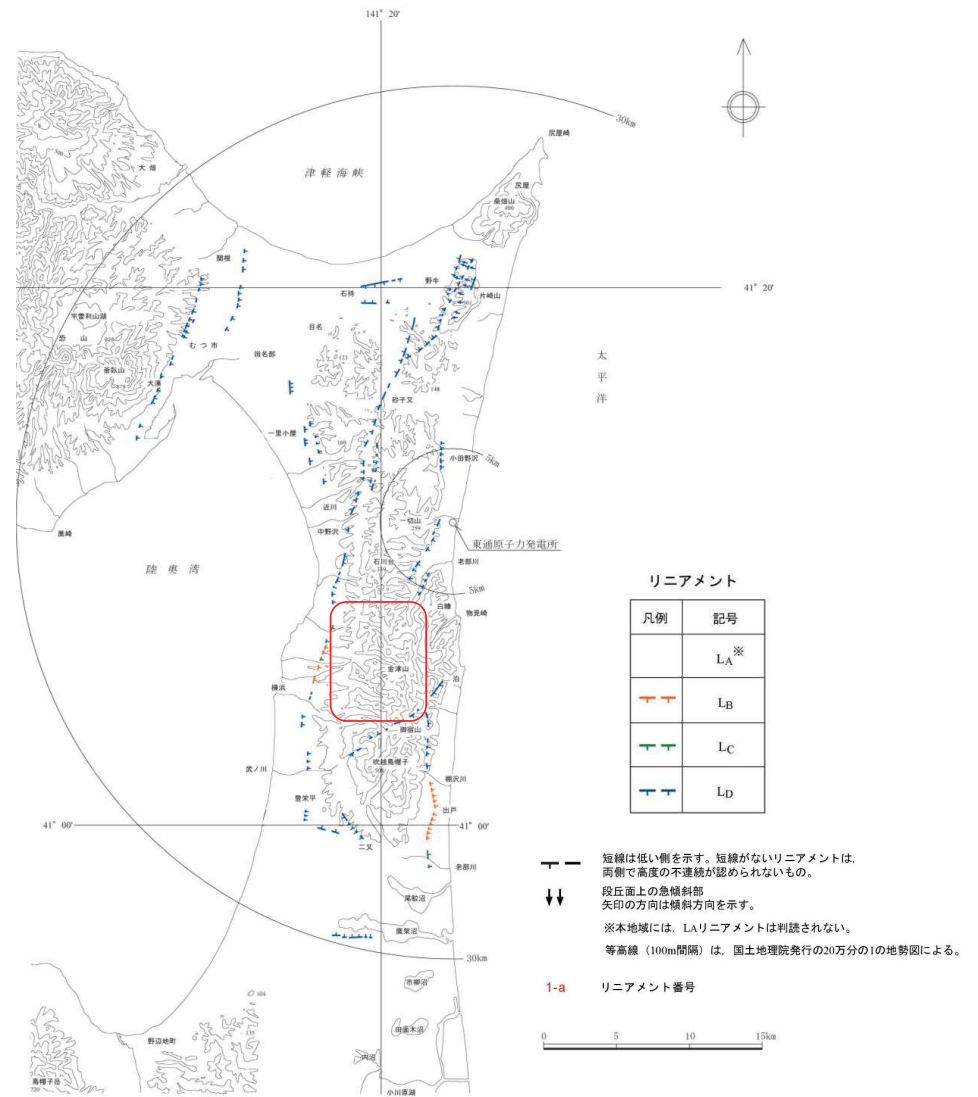 141° 20'
30km
尻屋崎
尻屋
桑畑山
400
大畑
津軽海峡
関根
野牛
石持
片崎山
41° 20'
宇曽利山湖
恐山
828
釜臥山
879
むつ市
目名
田名部
大湊
太平洋
砂子又
148
一里小屋
169
小田野沢
5km
近川
一切山
259
中野沢
東通原子力発電所
黒崎
陸奥湾
石川台
老部川
5km
白糠
物見崎
金津山
泊
横浜
御宿山
吹越烏帽子
武ノ川
棚沢川
豊栄平
出戸
41° 00'
41° 00'
二又
老部川
尾駮沼
鷹架沼
30km
市柳沼
田面木沼
内沼
小川原湖
野辺地町
烏帽子岳
720
リニアメント
凡例 記号
LA※
LB
LC
LD
短線は低い側を示す。短線がないリニアメントは,
両側で高度の不連続が認められないもの。
段丘面上の急傾斜部
矢印の方向は傾斜方向を示す。
※本地域には, LAリニアメントは判読されない。
等高線(100m間隔)は, 国土地理院発行の20万分の1の地勢図による。
1-a リニアメント番号
0 5 10 15km